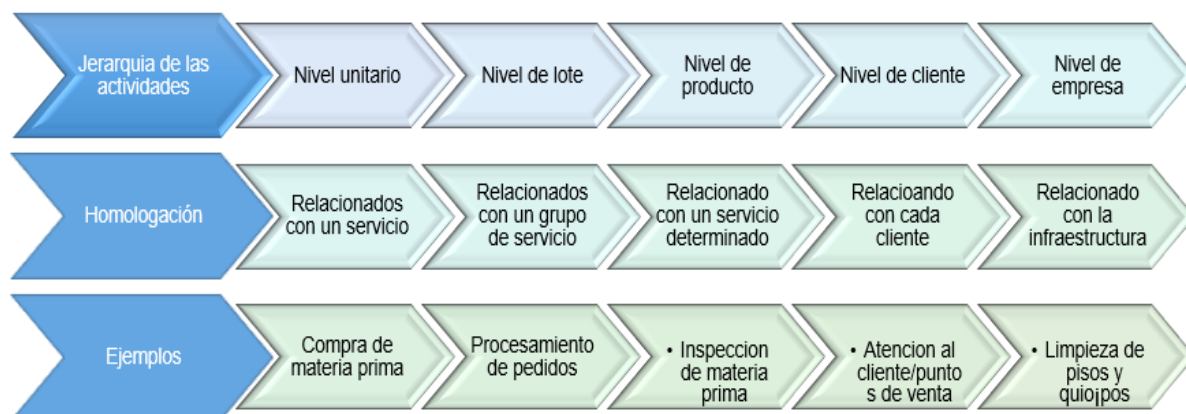 Jerarquia de las
actividades
Nivel unitario
Nivel de lote
Nivel de
producto
Nivel de cliente
Nivel de
empresa
Homologación
Relacionados
con un servicio
Relacionados
con un grupo
de servicio
Relacionado
con un servicio
determinado
Relacioando
con cada
cliente
Relacionado
con la
infraestructura
Ejemplos
Compra de
materia prima
Procesamiento
de pedidos
• Inspeccion
de materia
prima
• Atencion al
cliente/punto
s de venta
• Limpieza de
pisos y
quio¡pos